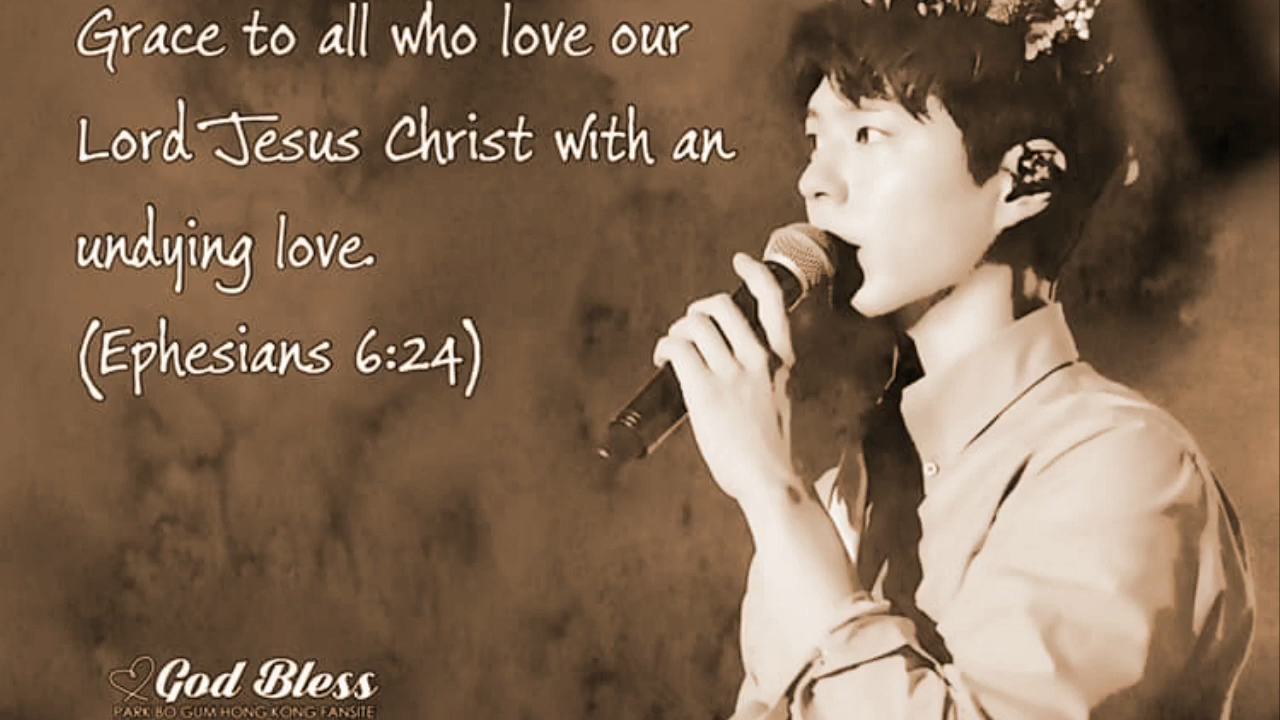 Grace to all who love our
Lord Jesus Christ with an
undying love.
(Ephesians 6:24)
God Bless
PARK BO GUM HONG KONG FANSITE